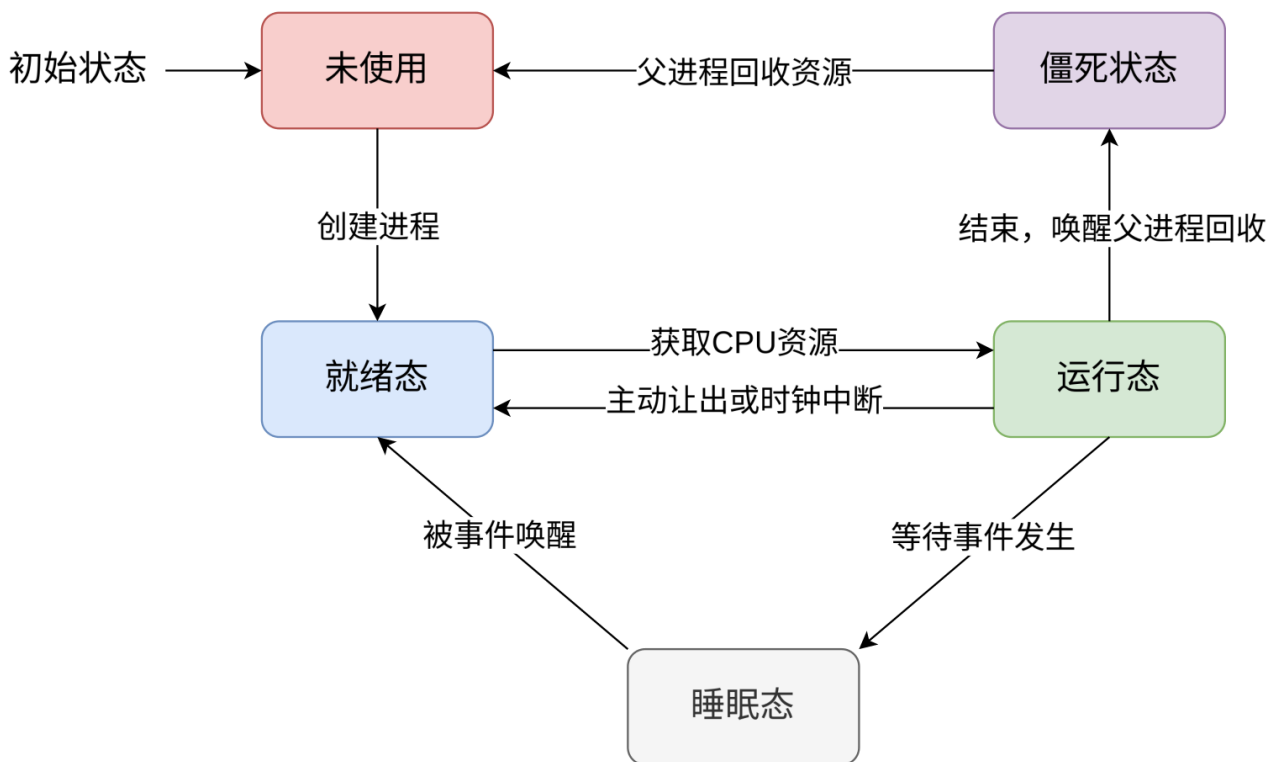 初始状态
未使用
父进程回收资源
僵死状态
创建进程
结束，唤醒父进程回收
就绪态
获取CPU资源
主动让出或时钟中断
运行态
被事件唤醒
等待事件发生
睡眠态